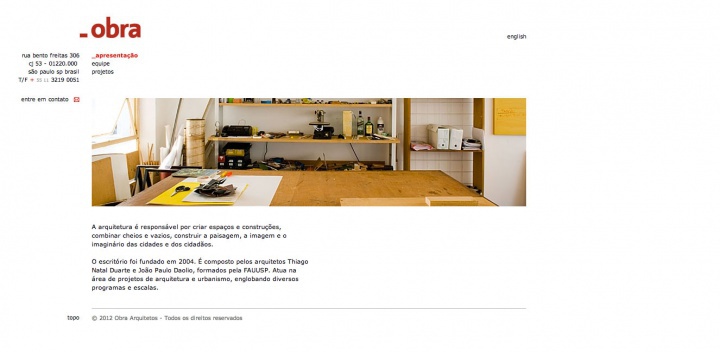 _obra
english
rua bento freitas 306
cj 53 - 01220.000
são paulo sp brasil
T/F + 55 11 3219 0051
entre em contato
_apresentação
equipe
projetos
A arquitetura é responsável por criar espaços e construções,
combinar cheios e vazios, construir a paisagem, a imagem e o
imaginário das cidades e dos cidadãos.
O escritório foi fundado em 2004. É composto pelos arquitetos Thiago
Natal Duarte e João Paulo Daolio, formados pela FAUUSP. Atua na
área de projetos de arquitetura e urbanismo, englobando diversos
programas e escalas.
topo
© 2012 Obra Arquitetos - Todos os direitos reservados